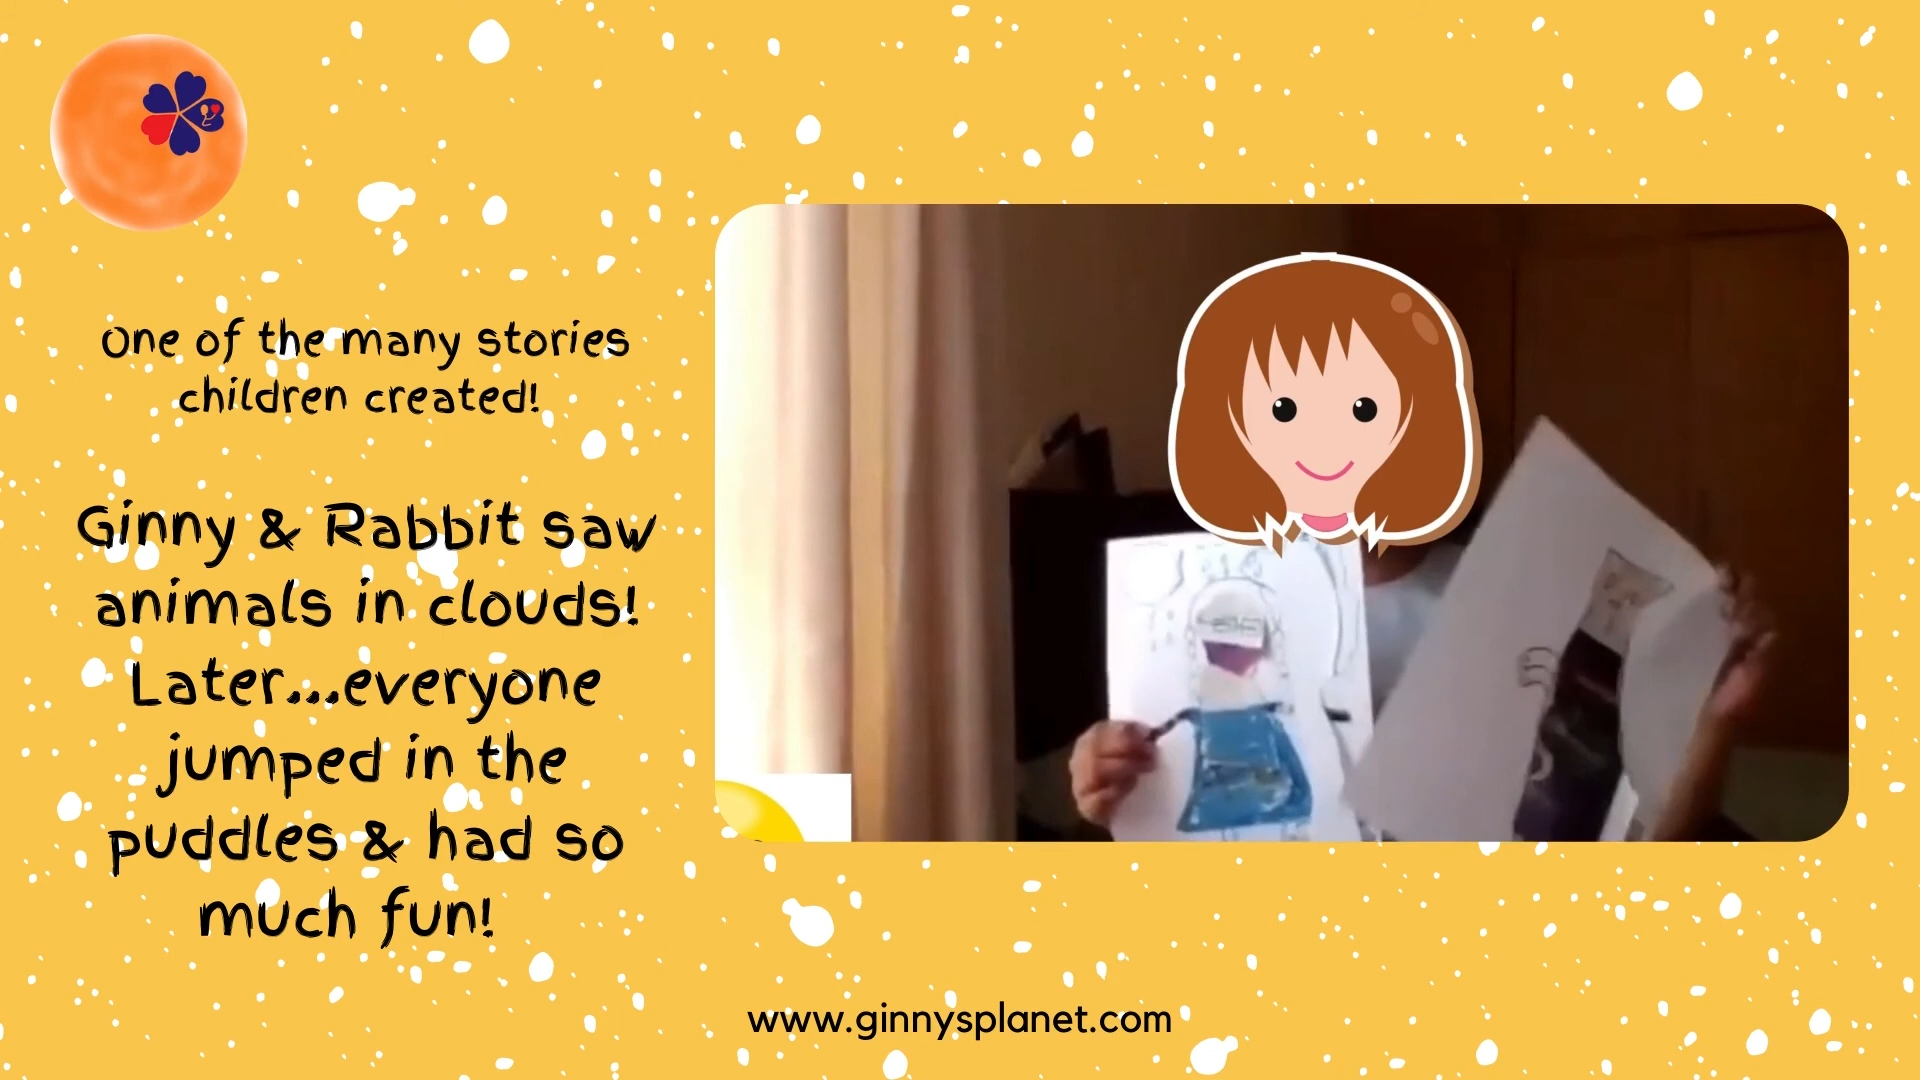 One of the many stories
children created!
Ginny & Rabbit saw
animals in clouds!
Later...everyone
jumped in the
puddles & had so
much fun!
www.ginnysplanet.com